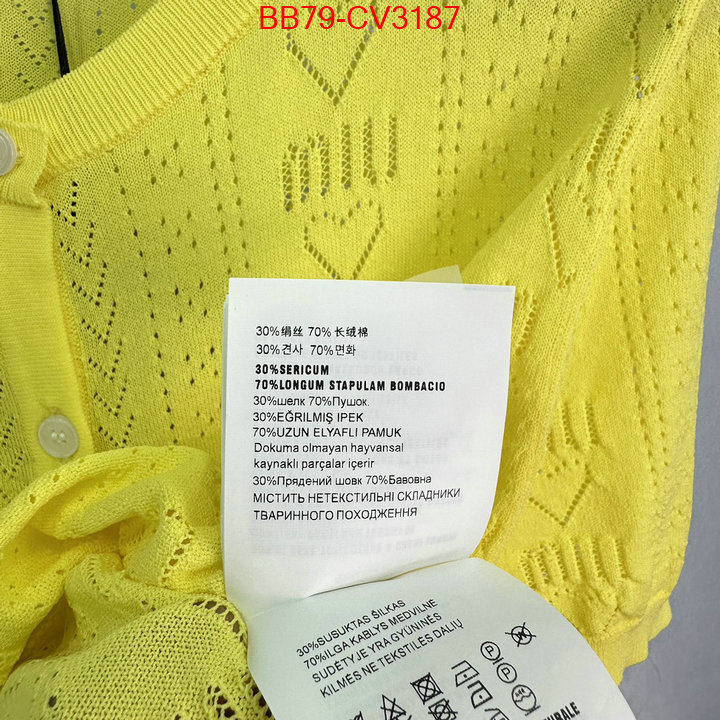 BB79-CV3187
MIU
30%绢丝 70% 长绒棉
30%견사 70%면화
30%SERICUM
70%LONGUM STAPULAM BOMBACIO
30%шелк 70%Пушок.
30%EĞRILMIŞ IPEK
70%UZUN ELYAFLI PAMUK
Dokuma olmayan hayvansal
kaynaklı parçalar içerir
30%Прядений шовк 70%Бавовна
МІСТИТЬ НЕТЕКСТИЛЬНІ СКЛАДНИКИ
ТВАРИННОГО ПОХОДЖЕННЯ
30%SUSUKTAS ŠILKAS
70%ILGA KABLYS MEDVILNĖ
SUDĖTYJE YRA GYŪNINĖS
KILMĖS NE TEKSTILĖS DALIŲ